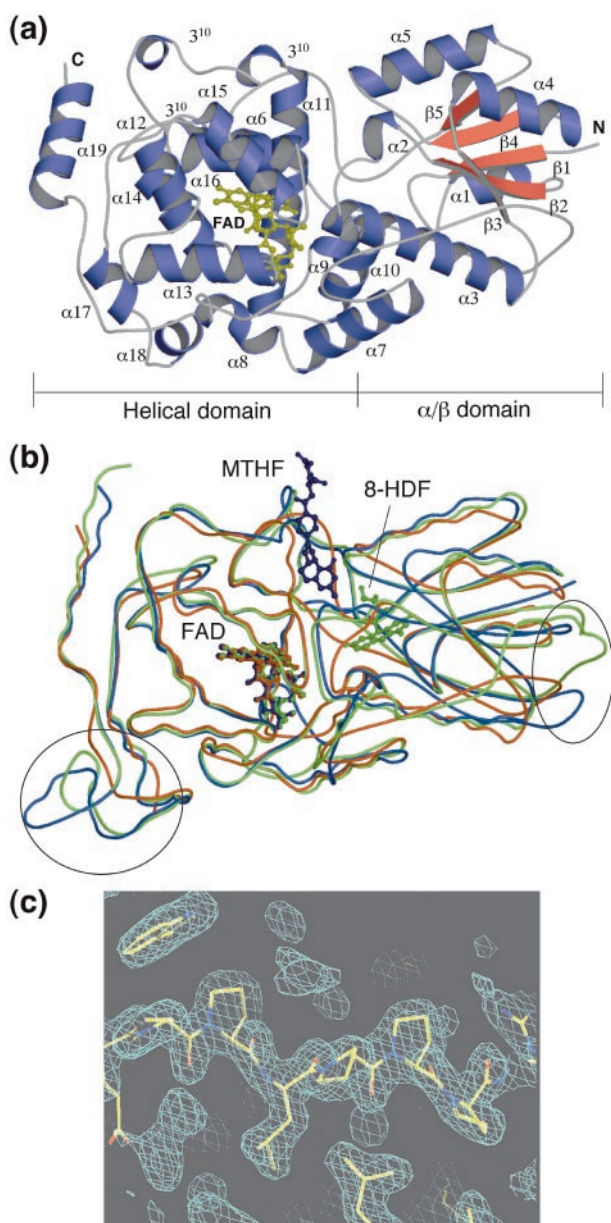 (a)
C
3¹⁰
3¹⁰
α5
α15
α11
α4
α12
3¹⁰
α6
β5
N
α19
α2
β4
α16
α14
β1
FAD
α1
β2
β3
α9
α10
α13
α3
α17
α18
α8
α7
Helical domain
α/β domain
(b)
MTHF
8-HDF
FAD
(c)